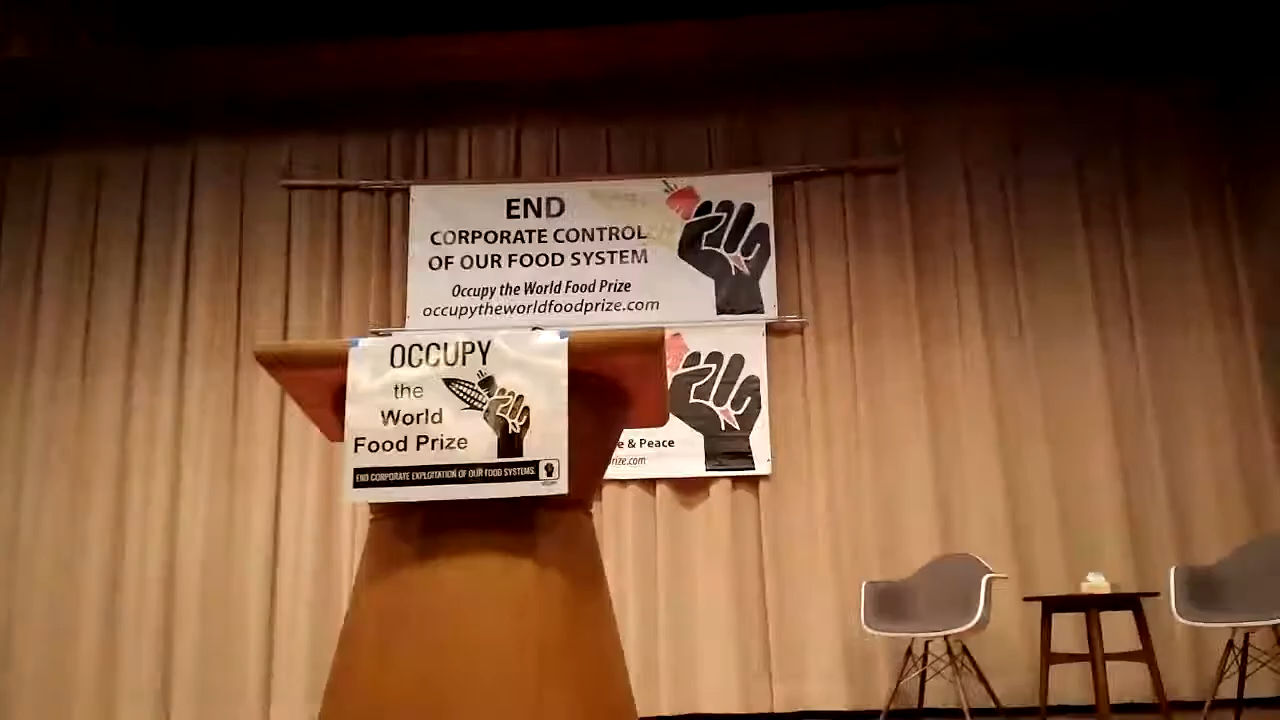 END
CORPORATE CONTROL
OF OUR FOOD SYSTEM
Occupy the World Food Prize
occupytheworldfoodprize.com
OCCUPY
the
World
Food Prize
END CORPORATE EXPLOITATION OF OUR FOOD SYSTEMS.
e & Peace
rize.com